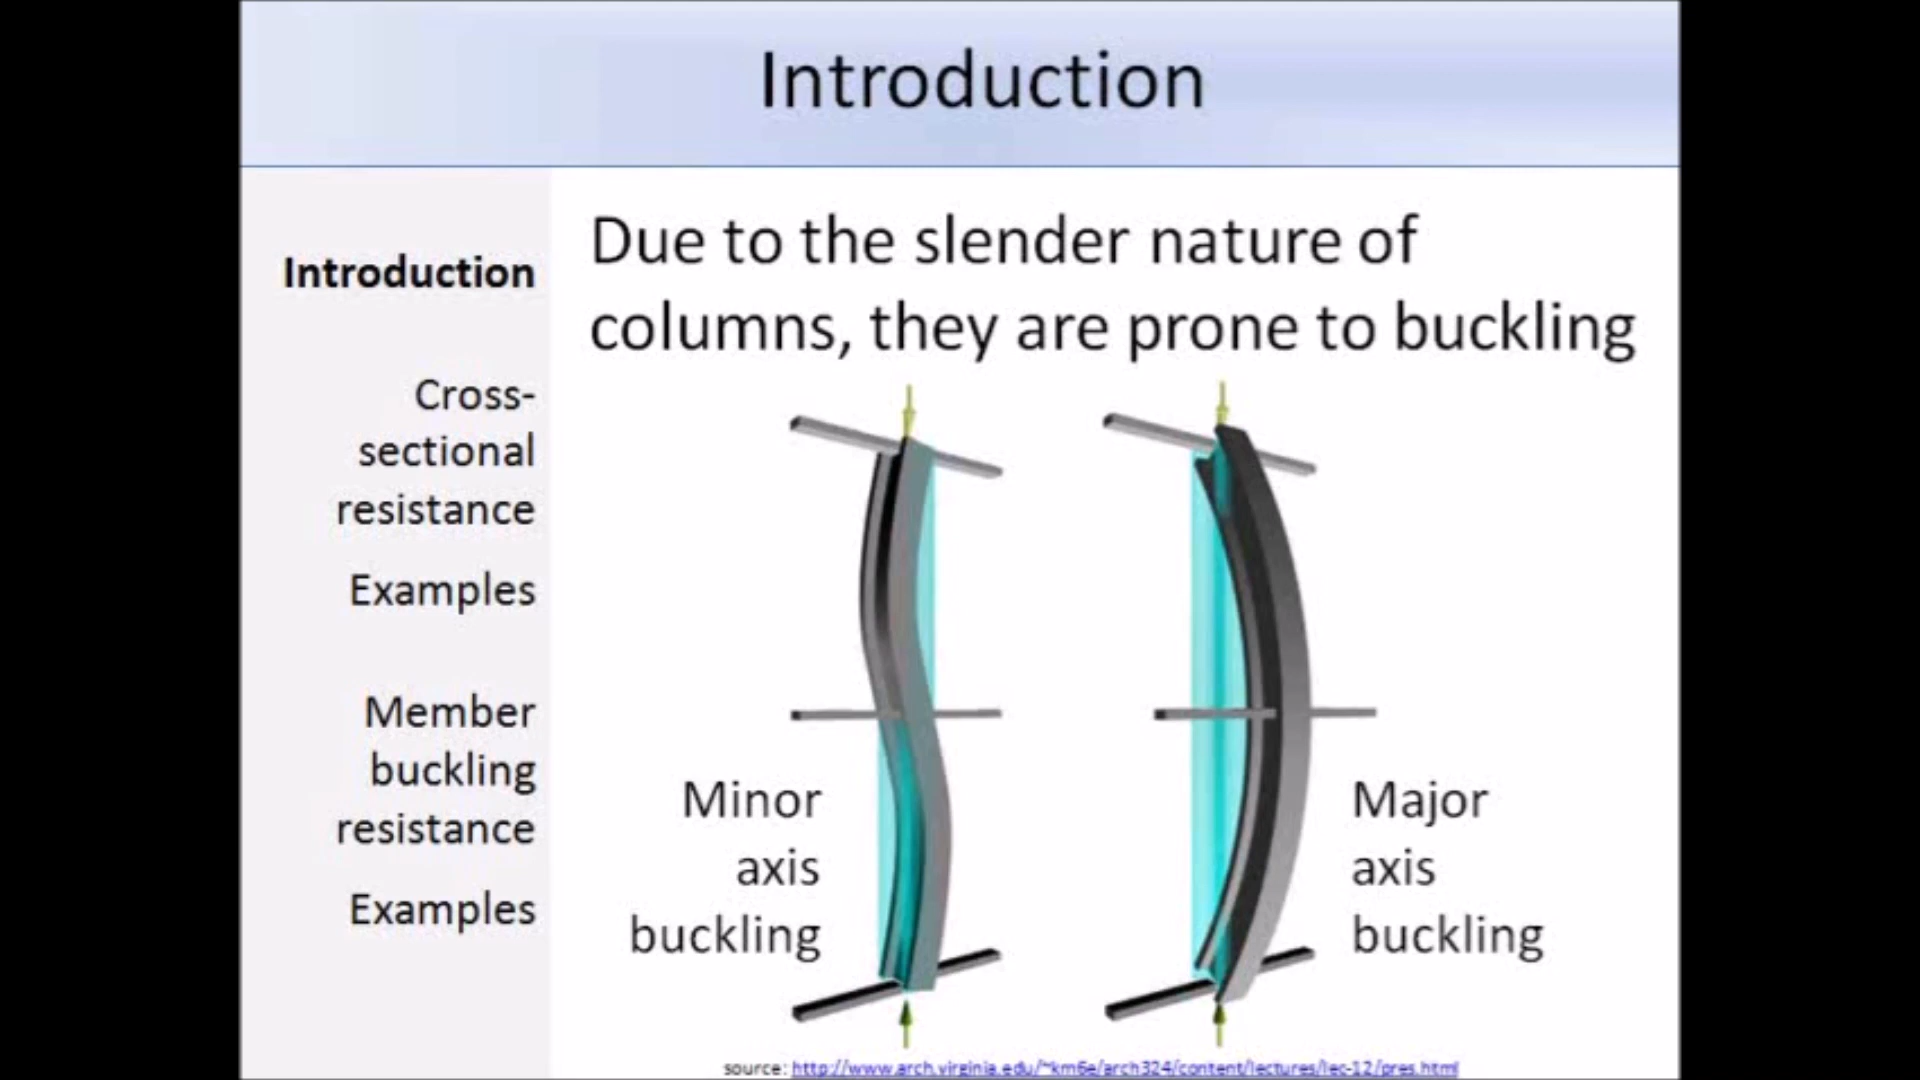 Introduction
Introduction
Cross-
sectional
resistance
Examples
Member
buckling
resistance
Examples
Due to the slender nature of
columns, they are prone to buckling
Minor
axis
buckling
Major
axis
buckling
source: http://www.arch.virginia.edu/~km6e/arch324/content/lectures/lec-12/pres.html